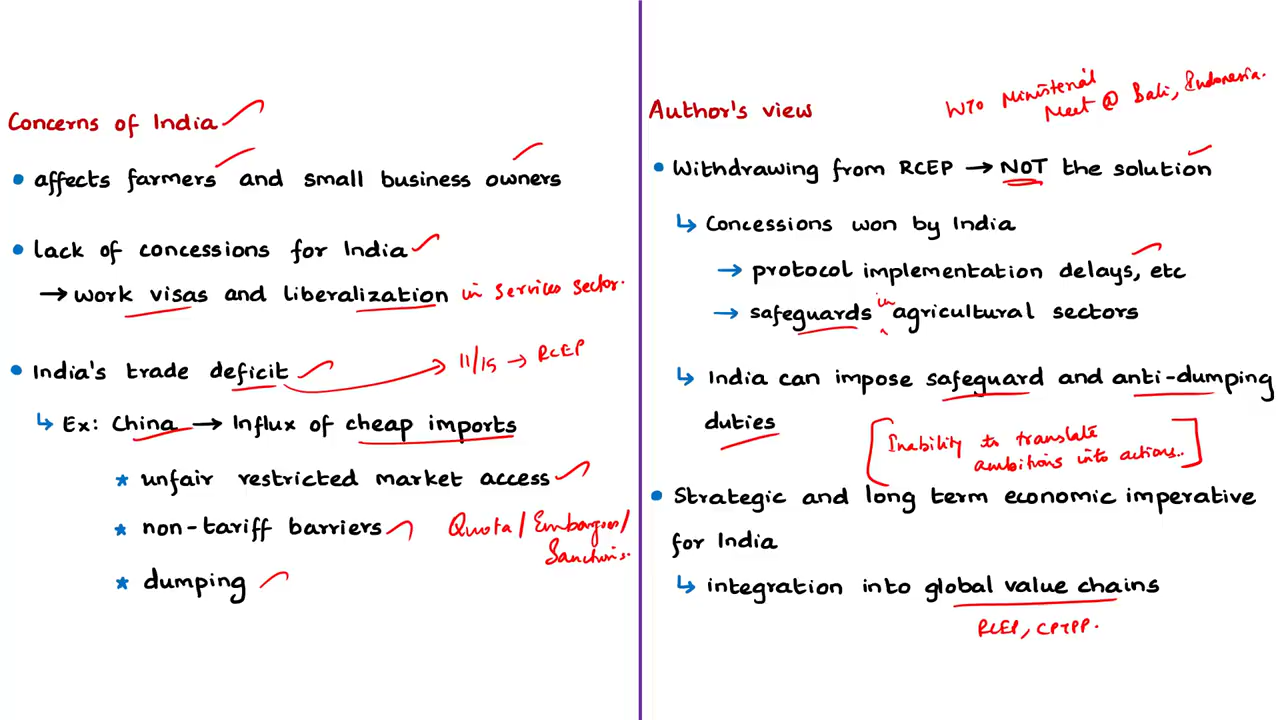 Concerns of India
• affects farmers and small business owners
• lack of concessions for India
→ work visas and liberalization in services sector.
• India's trade deficit → 11/15 → RCEP
↳ Ex: China → Influx of cheap imports
* unfair restricted market access
* non-tariff barriers Quota/Embargoes/
Sanctions.
* dumping
Author's view
WTO Ministerial
Meet @ Bali, Indonesia.
• Withdrawing from RCEP → NOT the solution
↳ Concessions won by India
→ protocol implementation delays, etc
→ safeguards in agricultural sectors
↳ India can impose safeguard and anti-dumping
duties
[Inability to translate
ambitions into actions..]
• Strategic and long term economic imperative
for India
↳ integration into global value chains
RCEP, CPTPP.